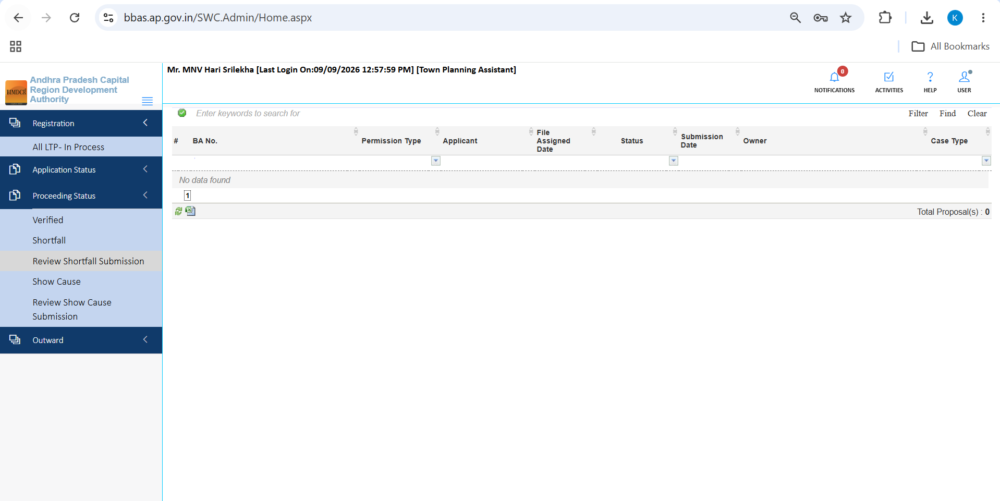 bbas.ap.gov.in/SWC.Admin/Home.aspx
K
All Bookmarks
BIMDCR
Andhra Pradesh Capital
Region Development
Authority
Mr. MNV Hari Srilekha [Last Login On:09/09/2026 12:57:59 PM] [Town Planning Assistant]
0
NOTIFICATIONS
ACTIVITIES
?
HELP
USER
Registration
All LTP- In Process
Application Status
Proceeding Status
Verified
Shortfall
Review Shortfall Submission
Show Cause
Review Show Cause
Submission
Outward
Enter keywords to search for
Filter Find Clear
# BA No. Permission Type Applicant
File
Assigned
Date
Status
Submission
Date
Owner Case Type
No data found
1
Total Proposal(s) : 0